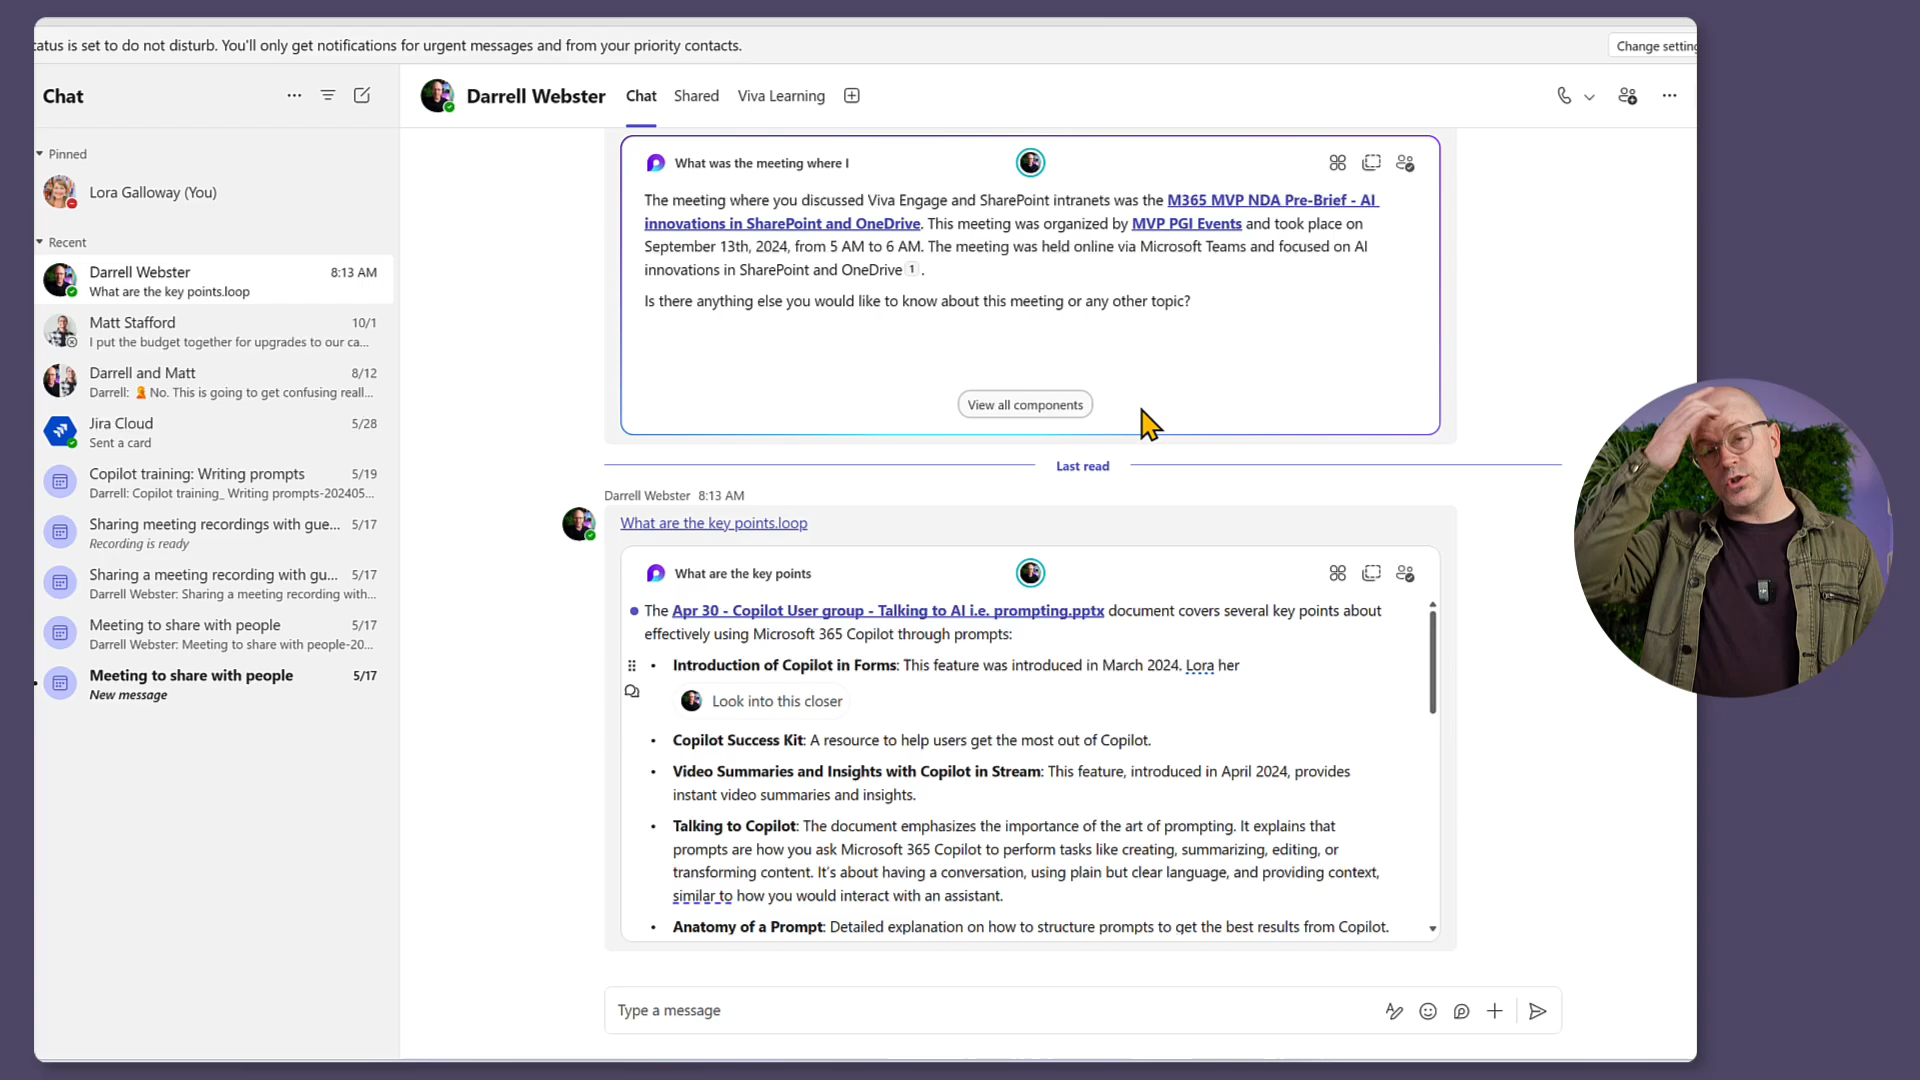 tatus is set to do not disturb. You'll only get notifications for urgent messages and from your priority contacts.
Change setting
Chat
Pinned
Lora Galloway (You)
Recent
Darrell Webster 8:13 AM
What are the key points.loop
Matt Stafford 10/1
I put the budget together for upgrades to our ca...
Darrell and Matt 8/12
Darrell: No. This is going to get confusing reall...
Jira Cloud 5/28
Sent a card
Copilot training: Writing prompts 5/19
Darrell: Copilot training_ Writing prompts-202405...
Sharing meeting recordings with gue... 5/17
Recording is ready
Sharing a meeting recording with gu... 5/17
Darrell Webster: Sharing a meeting recording with...
Meeting to share with people 5/17
Darrell Webster: Meeting to share with people-20...
Meeting to share with people 5/17
New message
Darrell Webster Chat Shared Viva Learning
What was the meeting where I
The meeting where you discussed Viva Engage and SharePoint intranets was the M365 MVP NDA Pre-Brief - AI
innovations in SharePoint and OneDrive. This meeting was organized by MVP PGI Events and took place on
September 13th, 2024, from 5 AM to 6 AM. The meeting was held online via Microsoft Teams and focused on AI
innovations in SharePoint and OneDrive 1 .
Is there anything else you would like to know about this meeting or any other topic?
View all components
Last read
Darrell Webster 8:13 AM
What are the key points.loop
What are the key points
The Apr 30 - Copilot User group - Talking to AI i.e. prompting.pptx document covers several key points about
effectively using Microsoft 365 Copilot through prompts:
• Introduction of Copilot in Forms: This feature was introduced in March 2024. Lora her
Look into this closer
• Copilot Success Kit: A resource to help users get the most out of Copilot.
• Video Summaries and Insights with Copilot in Stream: This feature, introduced in April 2024, provides
instant video summaries and insights.
• Talking to Copilot: The document emphasizes the importance of the art of prompting. It explains that
prompts are how you ask Microsoft 365 Copilot to perform tasks like creating, summarizing, editing, or
transforming content. It's about having a conversation, using plain but clear language, and providing context,
similar to how you would interact with an assistant.
• Anatomy of a Prompt: Detailed explanation on how to structure prompts to get the best results from Copilot.
Type a message